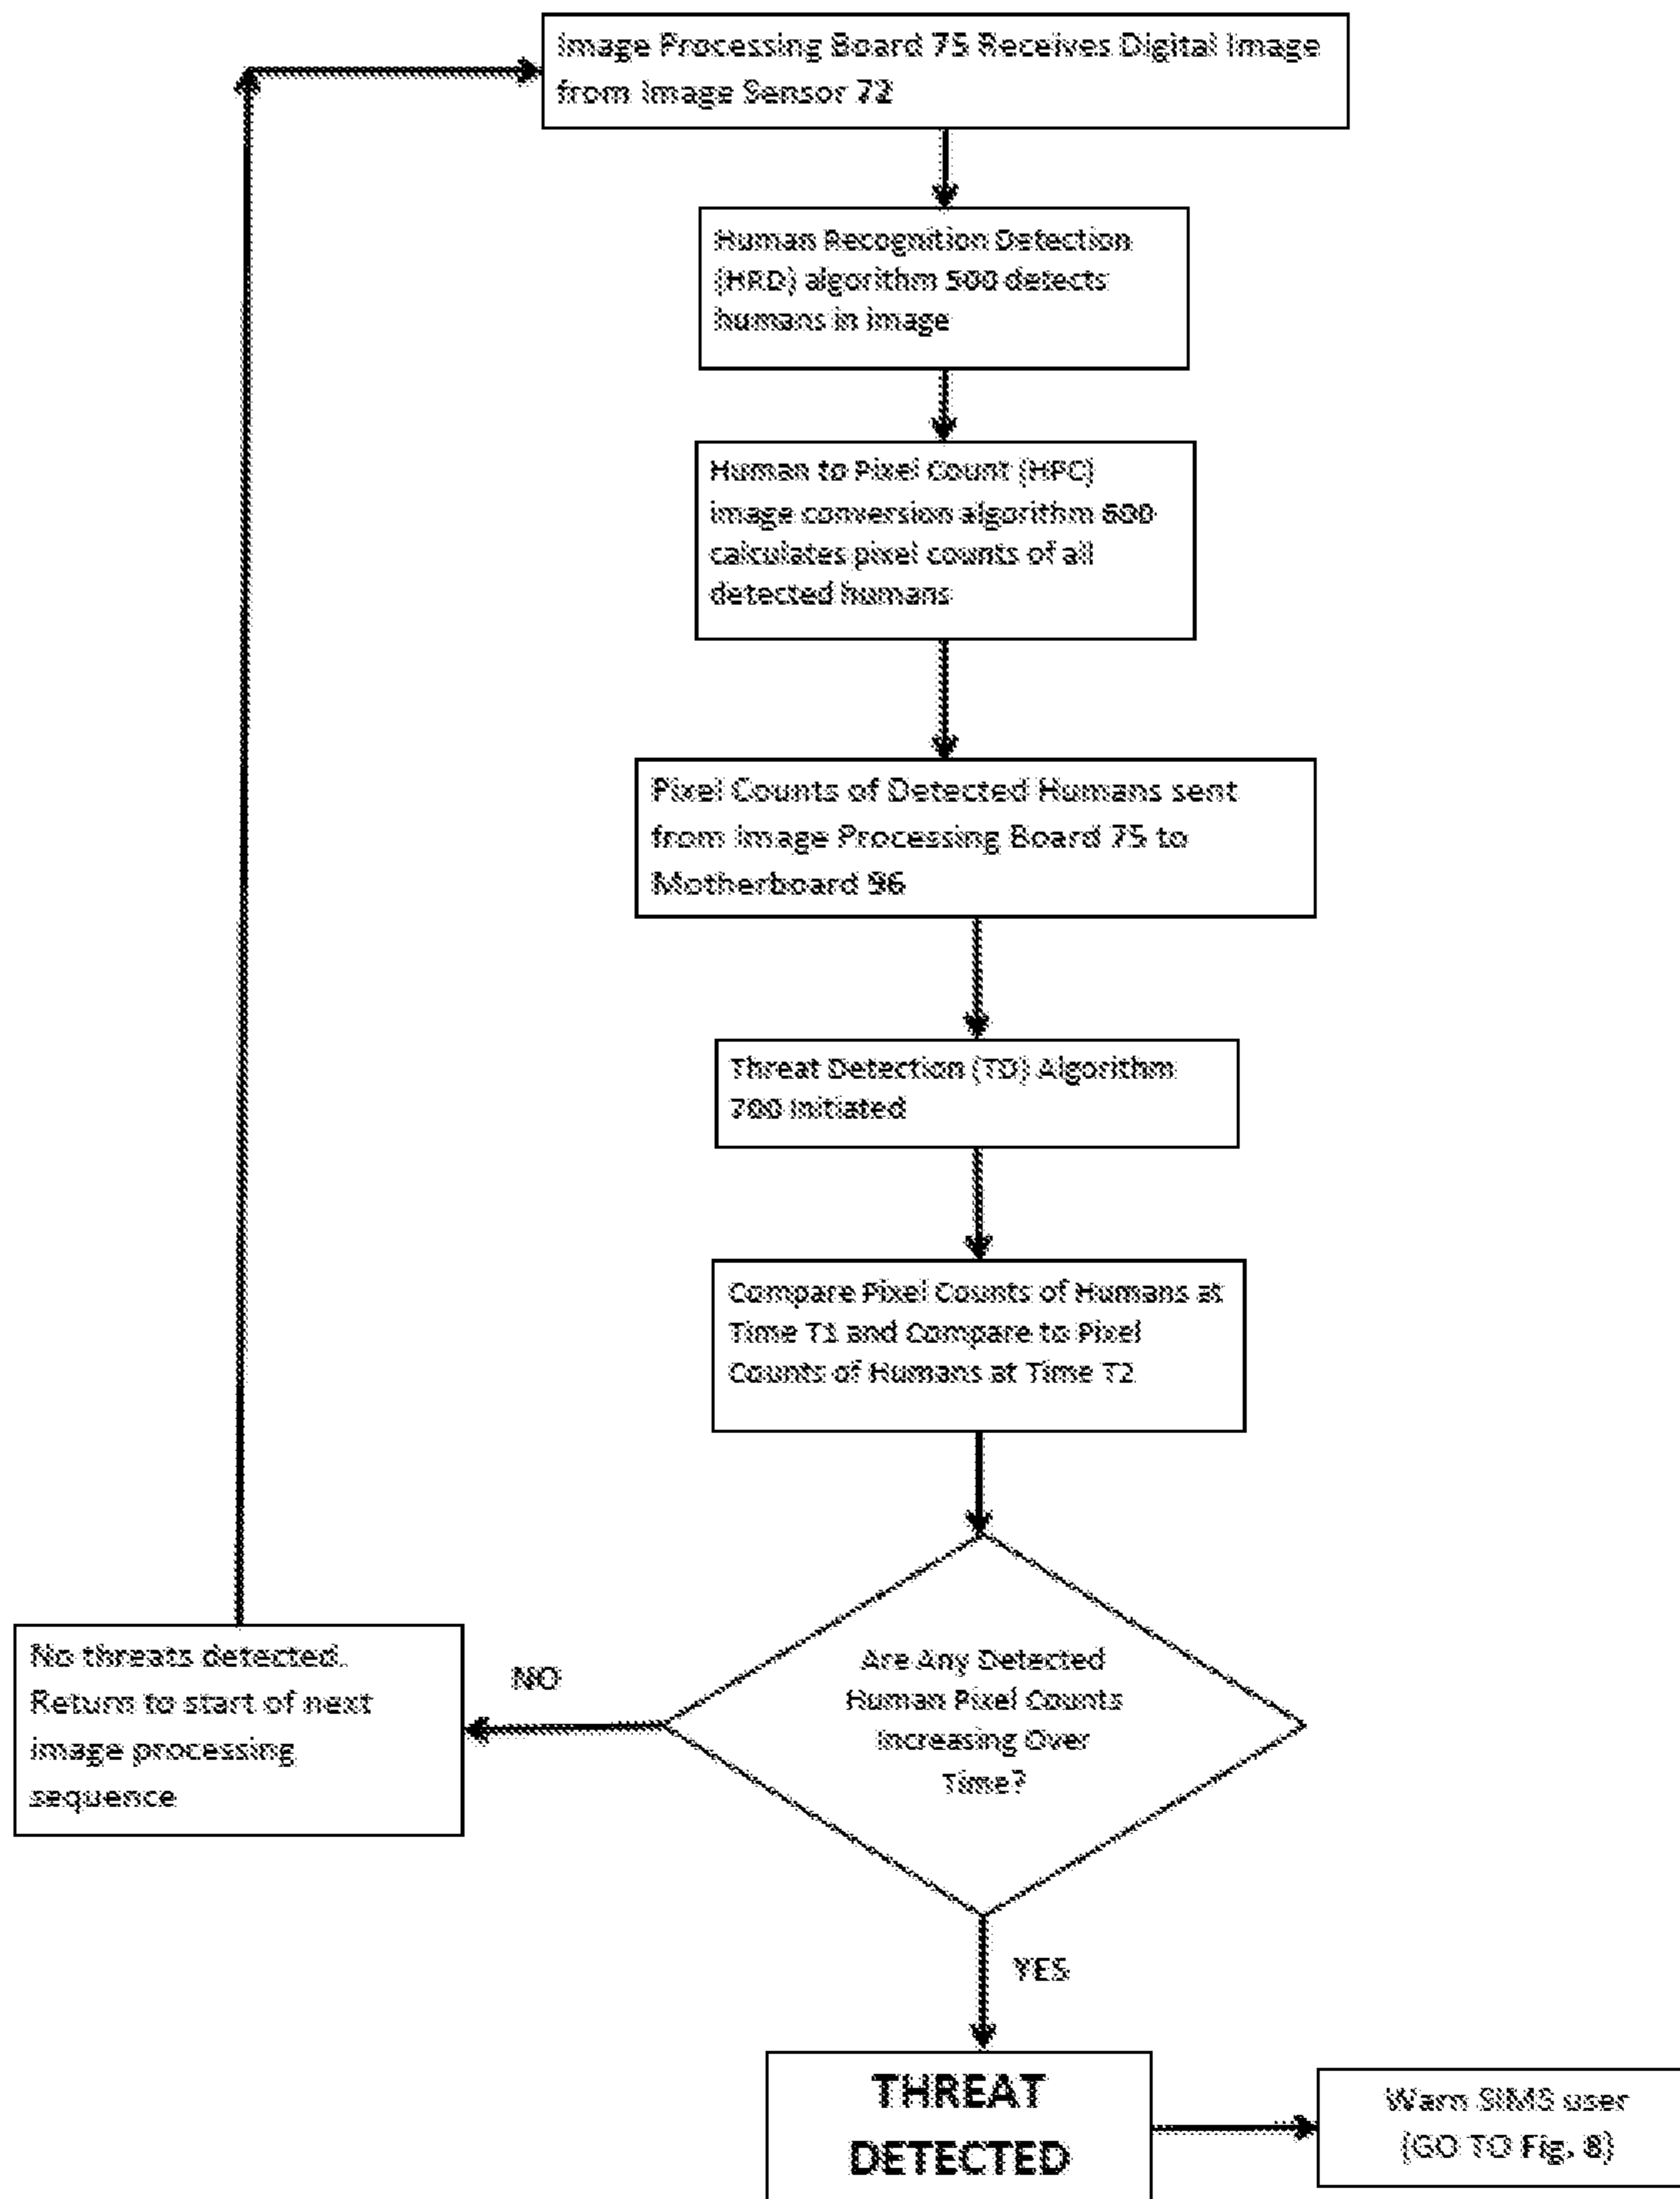 Image Processing Board 75 Receives Digital Image
from Image Sensor 72
Human Recognition Detection
(HRD) algorithm 500 detects
humans in image
Human to Pixel Count (HPC)
image conversion algorithm 600
calculates pixel counts of all
detected humans
Pixel Counts of Detected Humans sent
from Image Processing Board 75 to
Motherboard 96
Threat Detection (TD) Algorithm
700 initiated
Compare Pixel Counts of Humans at
Time T1 and Compare to Pixel
Counts of Humans at Time T2
Are Any Detected
Human Pixel Counts
Increasing Over
Time?
NO
No threats detected.
Return to start of next
image processing
sequence
YES
THREAT
DETECTED
Warn SIMS user
(GO TO Fig. 8)